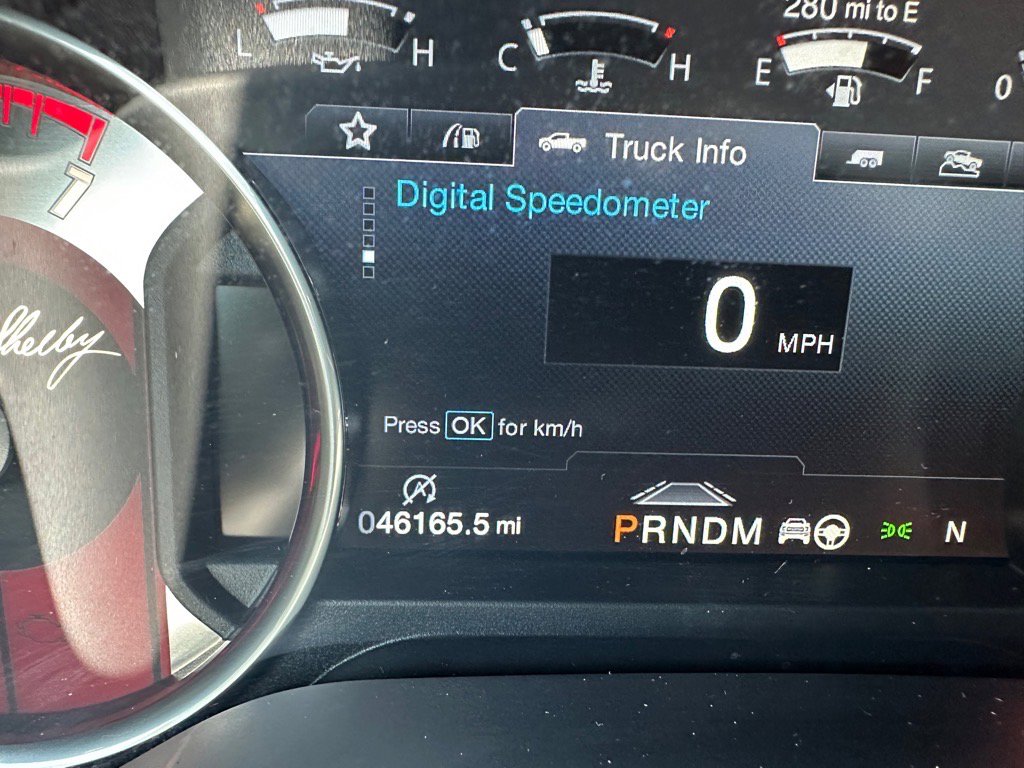 280 mi to E
L H
C H
E F
0
Truck Info
Digital Speedometer
7
0 MPH
Shelby
Press OK for km/h
A
046165.5 mi
PRNDM
N